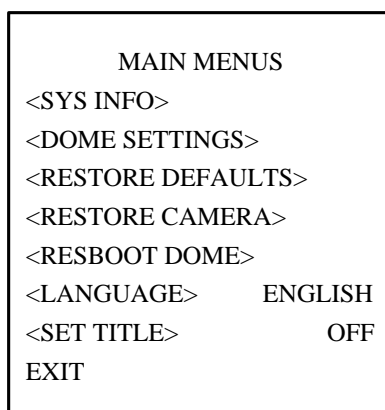 MAIN MENUS
<SYS INFO>
<DOME SETTINGS>
<RESTORE DEFAULTS>
<RESTORE CAMERA>
<RESBOOT DOME>
<LANGUAGE> ENGLISH
<SET TITLE> OFF
EXIT